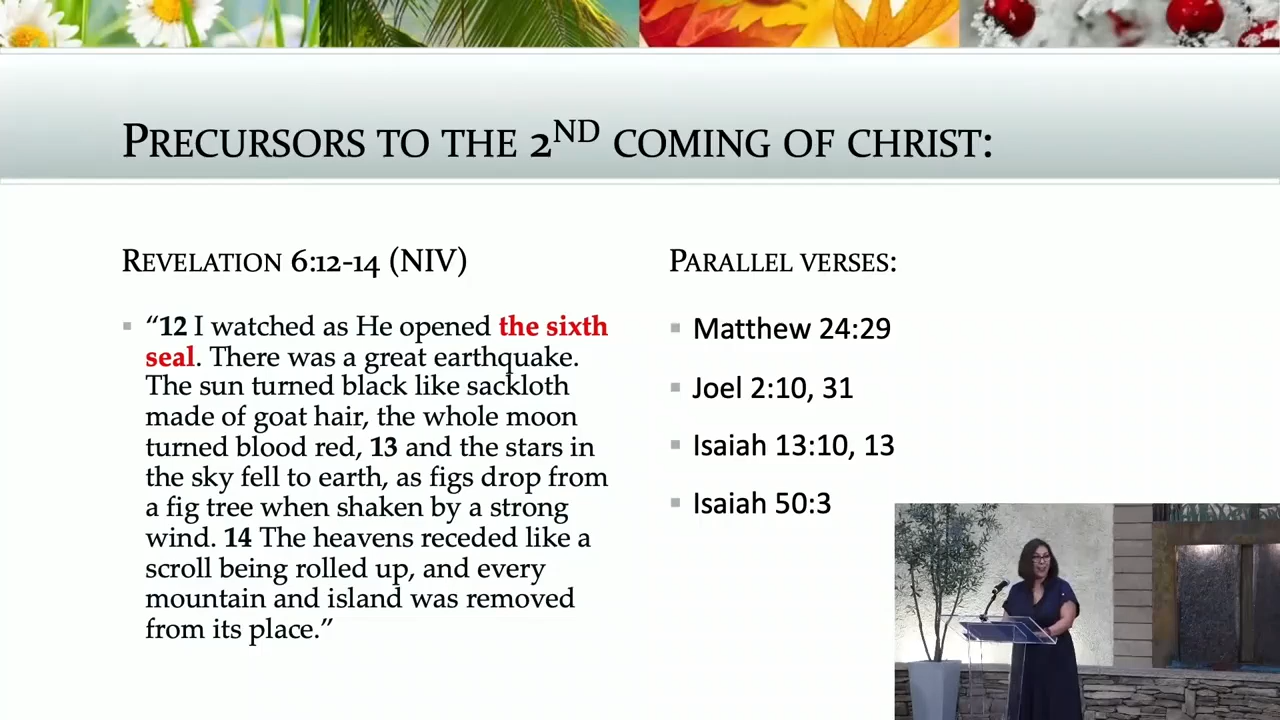 PRECURSORS TO THE 2ND COMING OF CHRIST:
REVELATION 6:12-14 (NIV)
“12 I watched as He opened the sixth
seal. There was a great earthquake.
The sun turned black like sackloth
made of goat hair, the whole moon
turned blood red, 13 and the stars in
the sky fell to earth, as figs drop from
a fig tree when shaken by a strong
wind. 14 The heavens receded like a
scroll being rolled up, and every
mountain and island was removed
from its place.”
PARALLEL VERSES:
Matthew 24:29
Joel 2:10, 31
Isaiah 13:10, 13
Isaiah 50:3